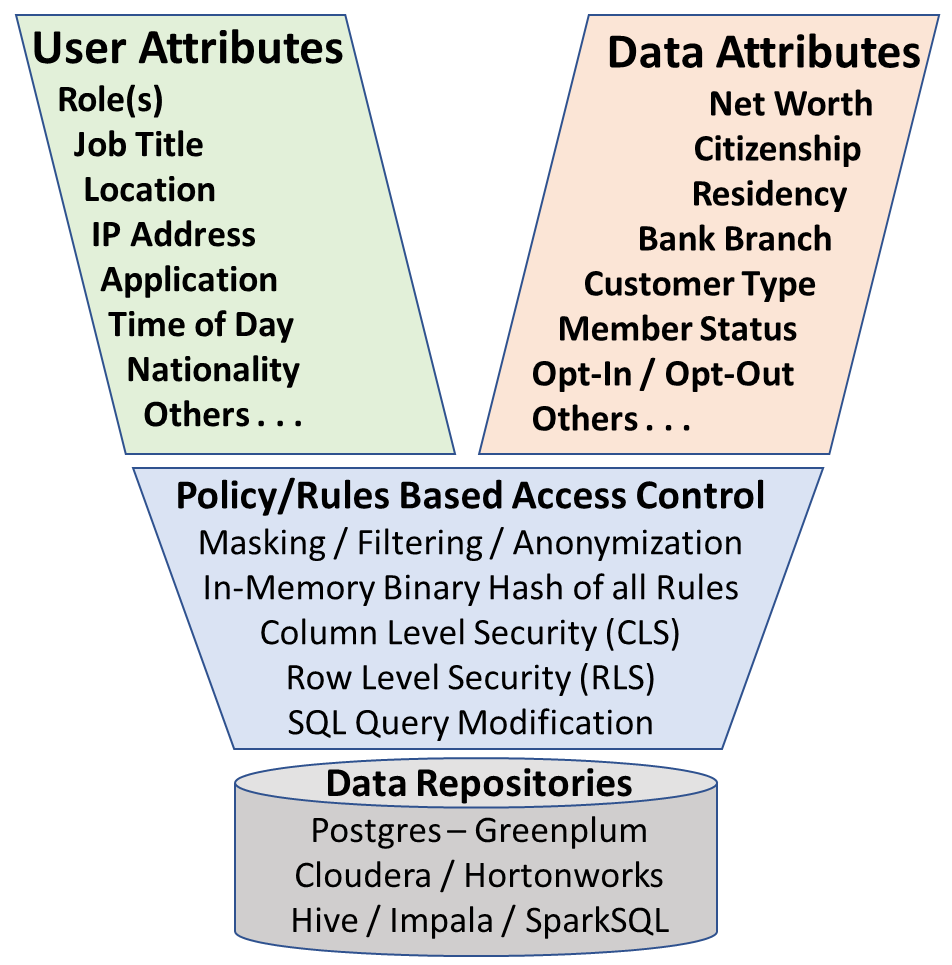 User Attributes
Role(s)
Job Title
Location
IP Address
Application
Time of Day
Nationality
Others . . .
Data Attributes
Net Worth
Citizenship
Residency
Bank Branch
Customer Type
Member Status
Opt-In / Opt-Out
Others . . .
Policy/Rules Based Access Control
Masking / Filtering / Anonymization
In-Memory Binary Hash of all Rules
Column Level Security (CLS)
Row Level Security (RLS)
SQL Query Modification
Data Repositories
Postgres – Greenplum
Cloudera / Hortonworks
Hive / Impala / SparkSQL